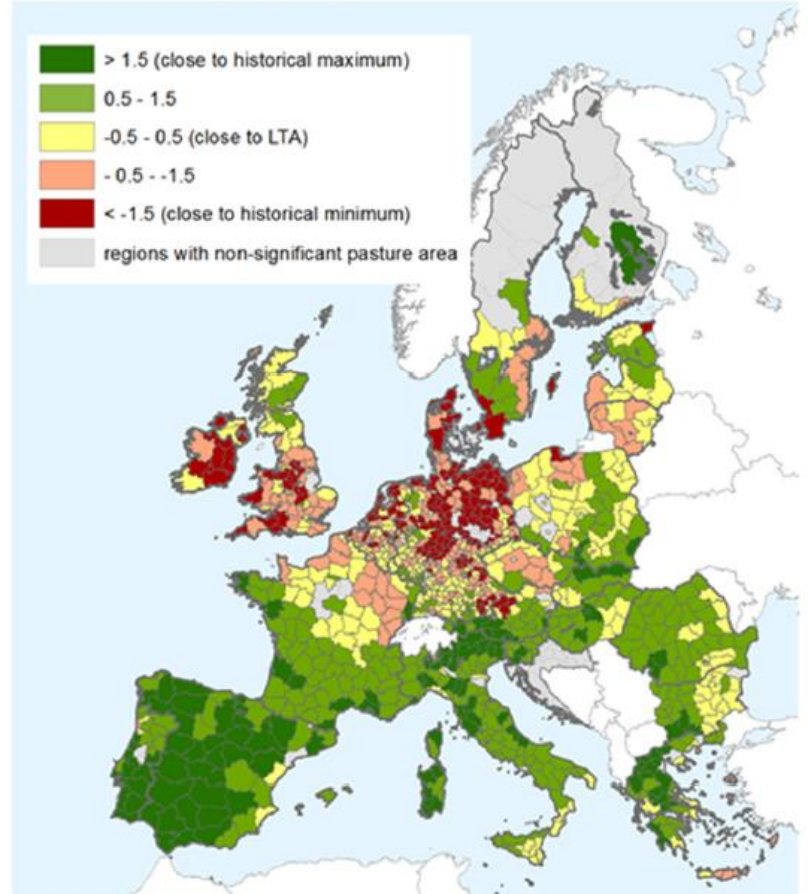 > 1.5 (close to historical maximum)
0.5 - 1.5
-0.5 - 0.5 (close to LTA)
- 0.5 - -1.5
< -1.5 (close to historical minimum)
regions with non-significant pasture area